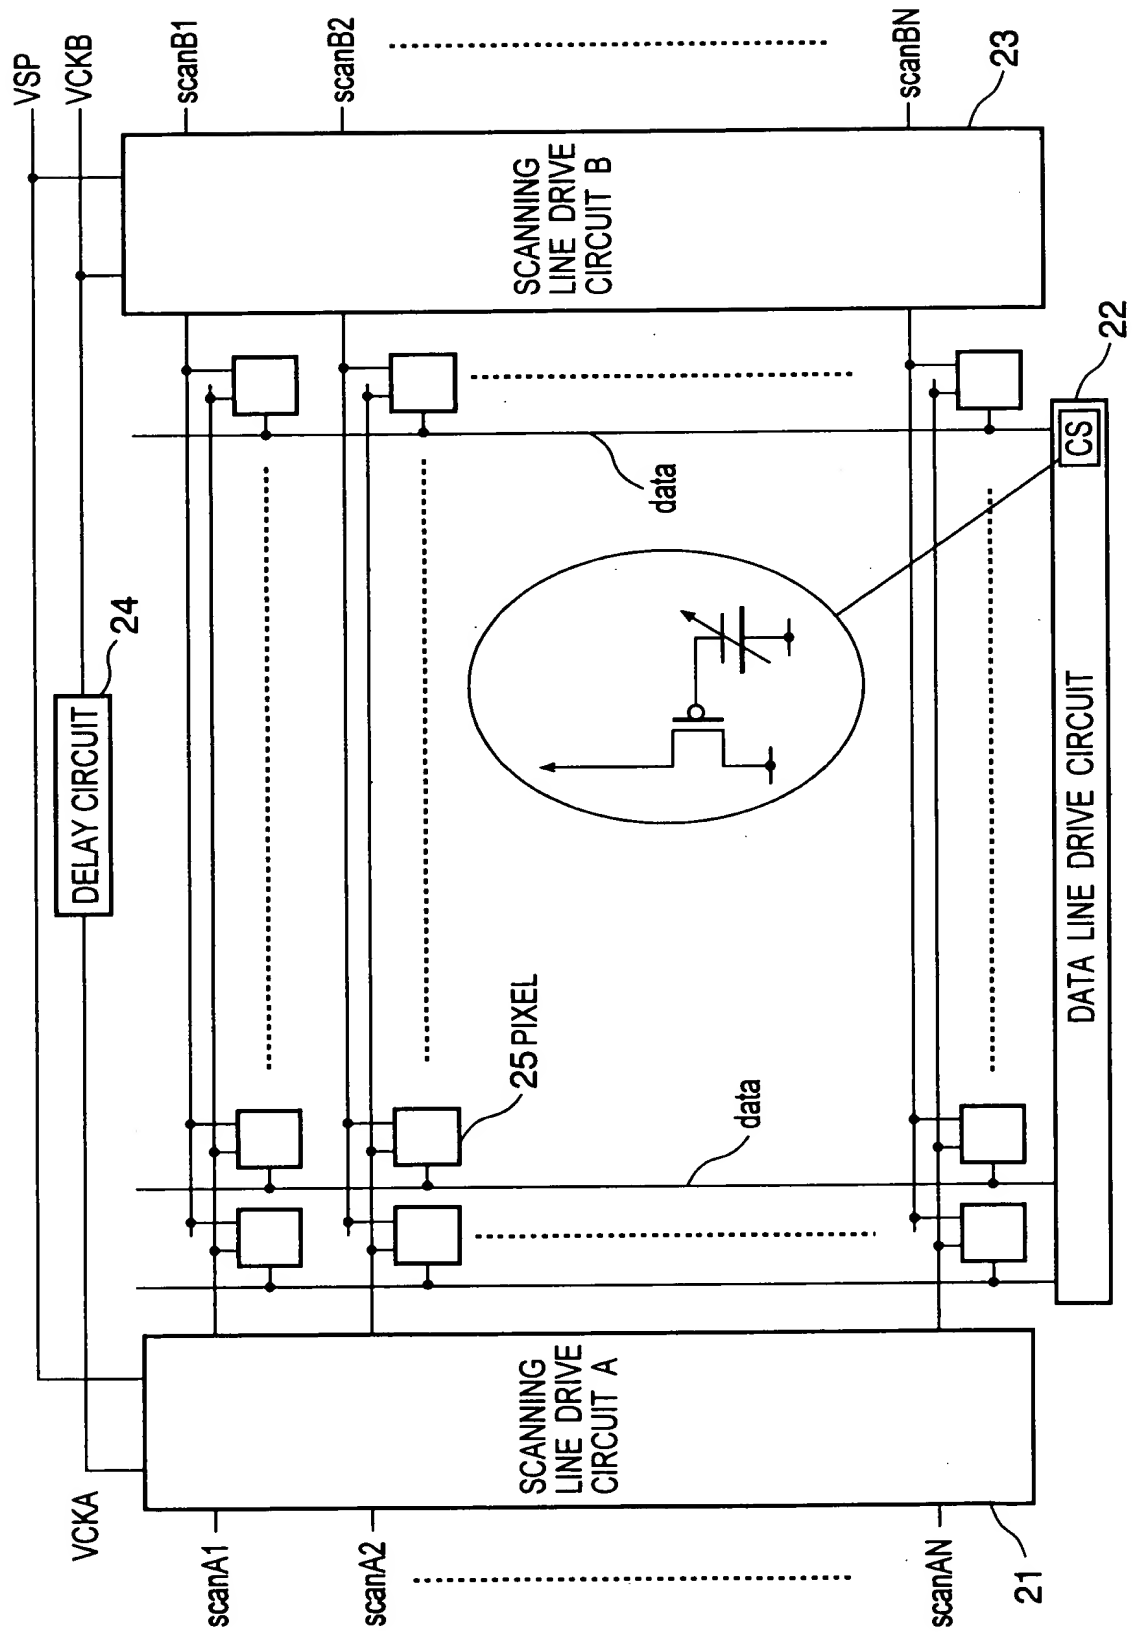 VSP
VCKB
VCKA
24
DELAY CIRCUIT
scanA1
scanA2
scanAN
scanB1
scanB2
scanBN
SCANNING
LINE DRIVE
CIRCUIT A
21
SCANNING
LINE DRIVE
CIRCUIT B
23
25 PIXEL
data
data
CS
22
DATA LINE DRIVE CIRCUIT